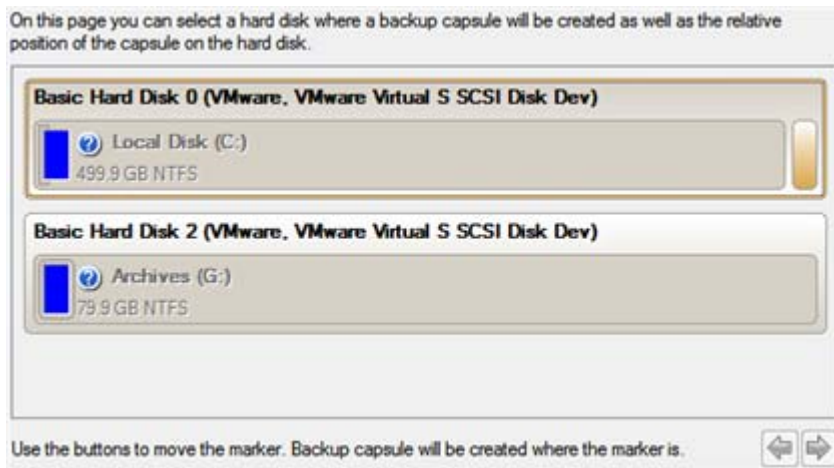 On this page you can select a hard disk where a backup capsule will be created as well as the relative
position of the capsule on the hard disk.
Basic Hard Disk 0 (VMware, VMware Virtual S SCSI Disk Dev)
Local Disk (C:)
499.9 GB NTFS
Basic Hard Disk 2 (VMware, VMware Virtual S SCSI Disk Dev)
Archives (G:)
79.9 GB NTFS
Use the buttons to move the marker. Backup capsule will be created where the marker is.